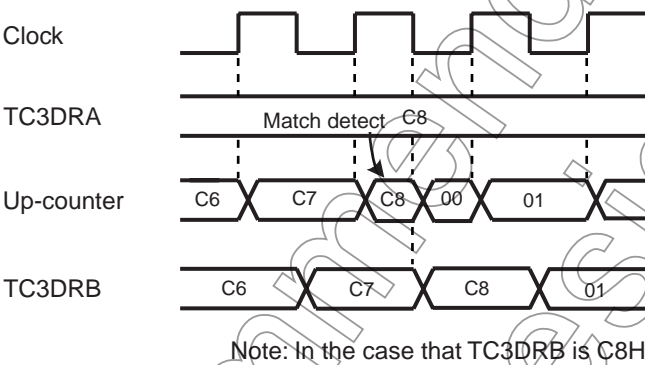 Clock
TC3DRA
Match detect C8
Up-counter C6 C7 C8 00 01
TC3DRB C6 C7 C8 01
Note: In the case that TC3DRB is C8H